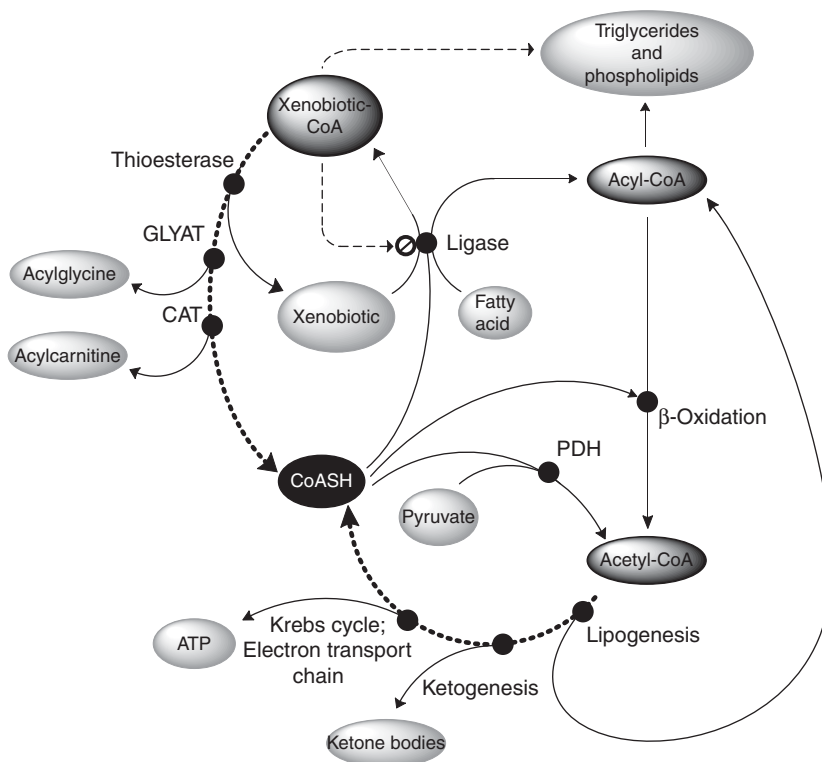 Triglycerides
and
phospholipids
Xenobiotic-
CoA
Thioesterase
Acyl-CoA
GLYAT
Ligase
Acylglycine
Xenobiotic
Fatty
acid
CAT
Acylcarnitine
β-Oxidation
PDH
CoASH
Pyruvate
Acetyl-CoA
Krebs cycle;
Electron transport
chain
ATP
Lipogenesis
Ketogenesis
Ketone bodies